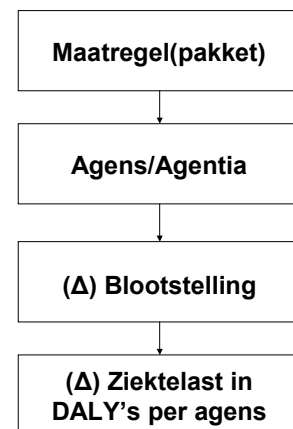 Maatregel(pakket)
Agens/Agentia
(Δ) Blootstelling
(Δ) Ziektelast in
DALY’s per agens